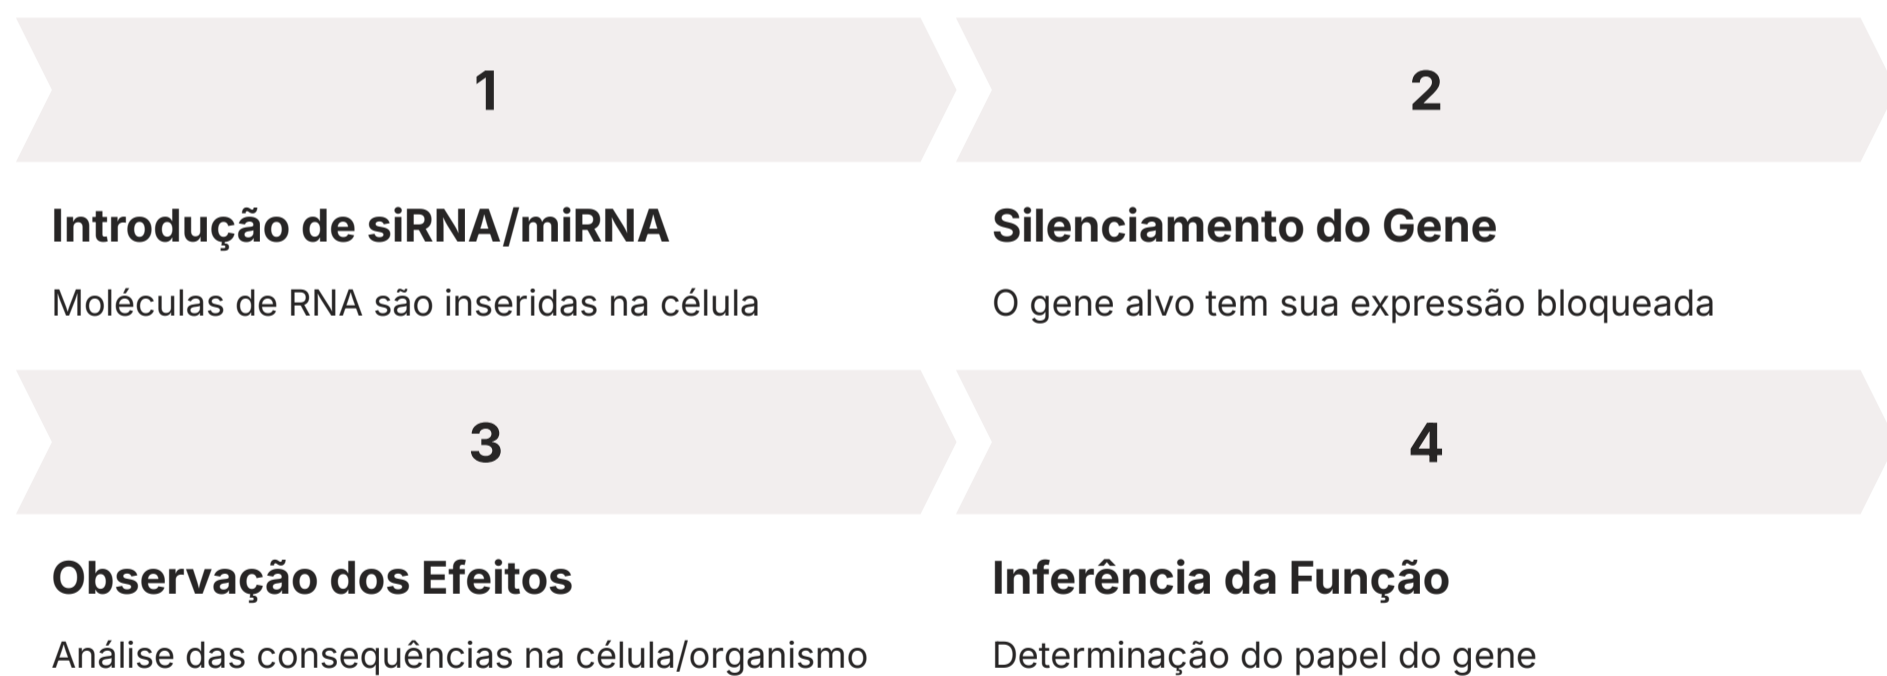 1
Introdução de siRNA/miRNA
Moléculas de RNA são inseridas na célula
2
Silenciamento do Gene
O gene alvo tem sua expressão bloqueada
3
Observação dos Efeitos
Análise das consequências na célula/organismo
4
Inferência da Função
Determinação do papel do gene